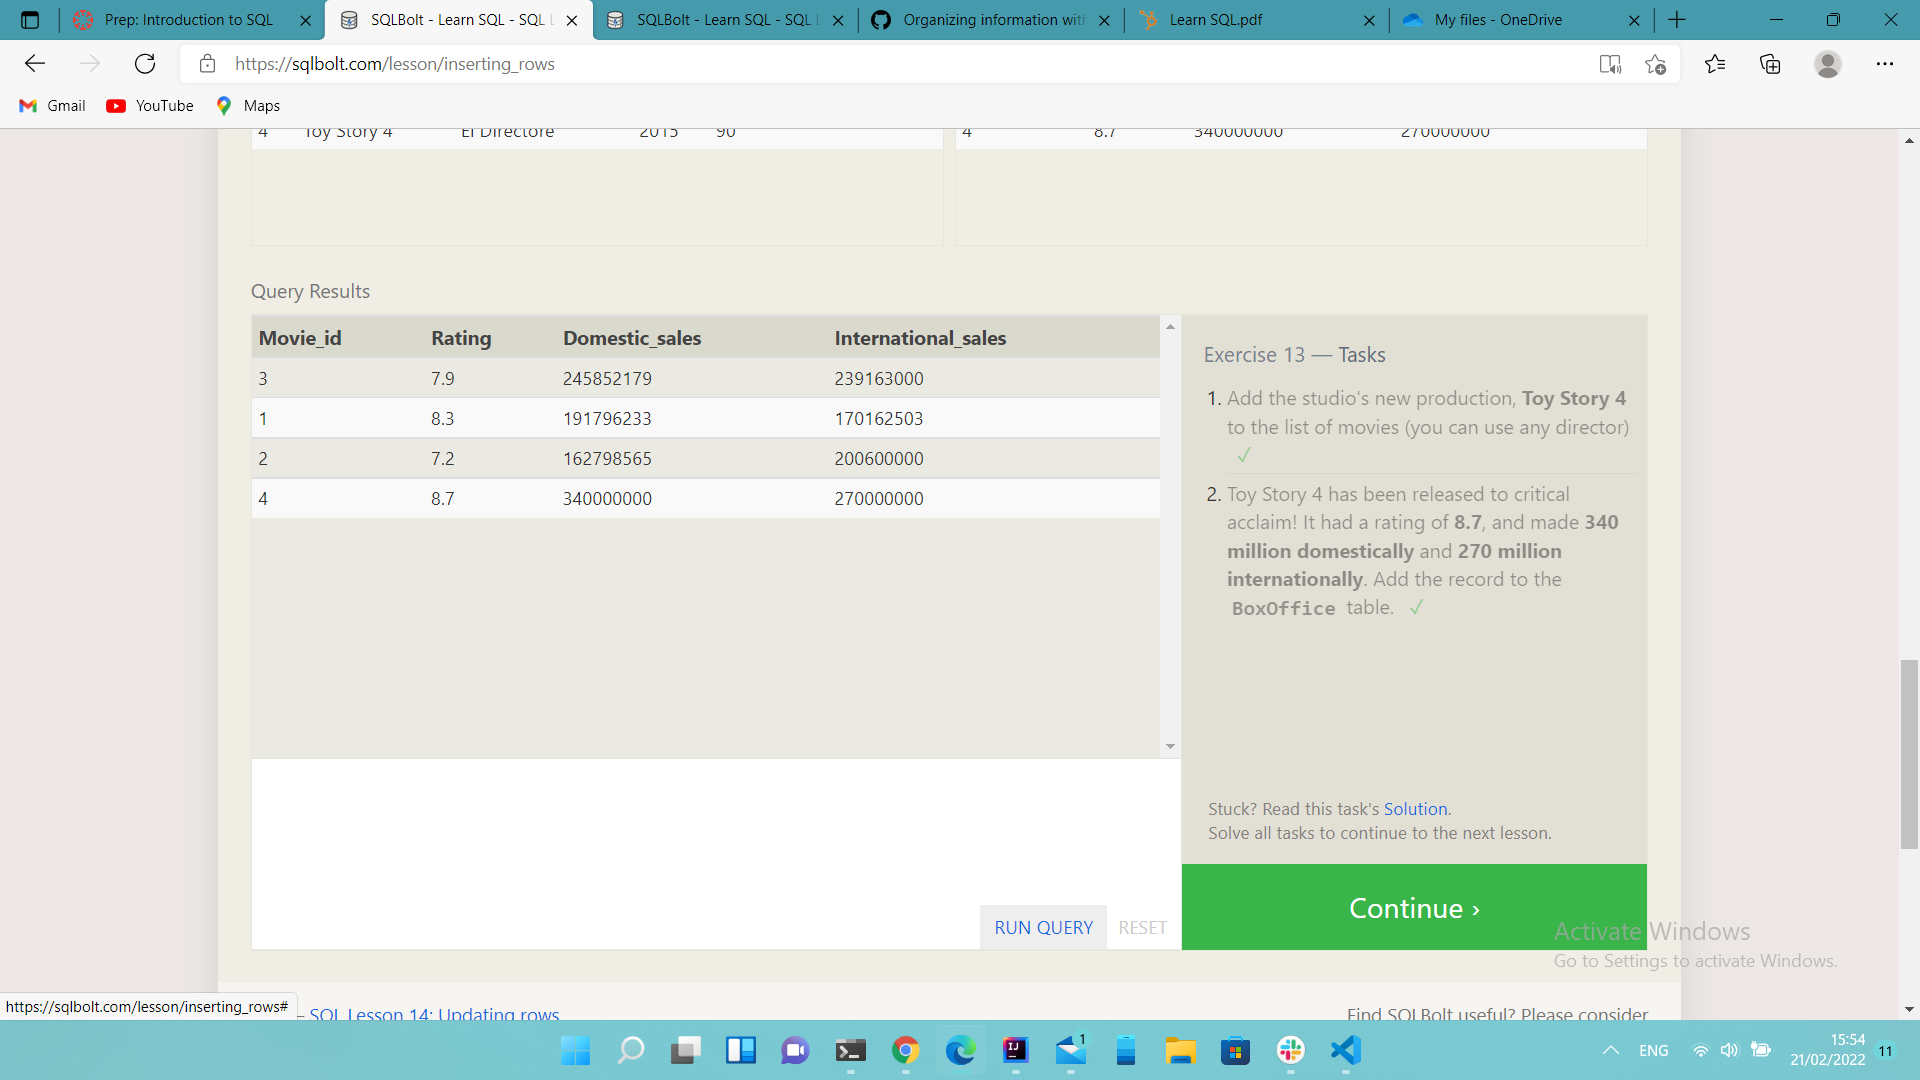 Prep: Introduction to SQL
SQLBolt - Learn SQL - SQL L
SQLBolt - Learn SQL - SQL L
Organizing information with
Learn SQL.pdf
My files - OneDrive
https://sqlbolt.com/lesson/inserting_rows
Gmail
YouTube
Maps
4 Toy Story 4 El Directore 2015 90
4 8.7 340000000 270000000
Query Results
Movie_id Rating Domestic_sales International_sales
3 7.9 245852179 239163000
1 8.3 191796233 170162503
2 7.2 162798565 200600000
4 8.7 340000000 270000000
Exercise 13 — Tasks
1. Add the studio's new production, Toy Story 4
to the list of movies (you can use any director)
✓
2. Toy Story 4 has been released to critical
acclaim! It had a rating of 8.7, and made 340
million domestically and 270 million
internationally. Add the record to the
BoxOffice table. ✓
Stuck? Read this task's Solution.
Solve all tasks to continue to the next lesson.
RUN QUERY
RESET
Continue ›
Activate Windows
Go to Settings to activate Windows.
https://sqlbolt.com/lesson/inserting_rows#
– SQL Lesson 14: Updating rows
Find SQLBolt useful? Please consider
IJ
1
ENG
15:54
21/02/2022
11